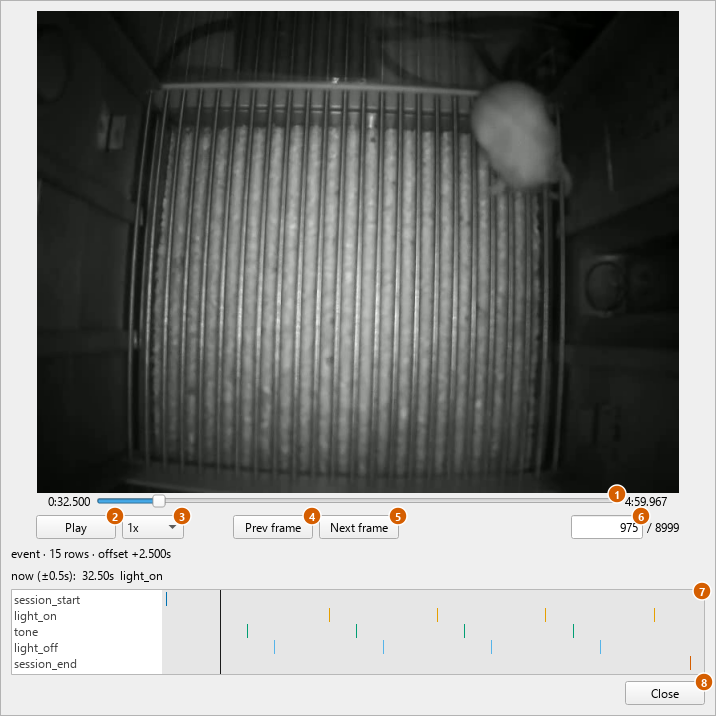 0:32.500 1 4:59.967
2 3 4 5 6
Play 1x Prev frame Next frame 975 / 8999
event · 15 rows · offset +2.500s
now (±0.5s): 32.50s light_on
7
session_start
light_on
tone
light_off
session_end
8
Close